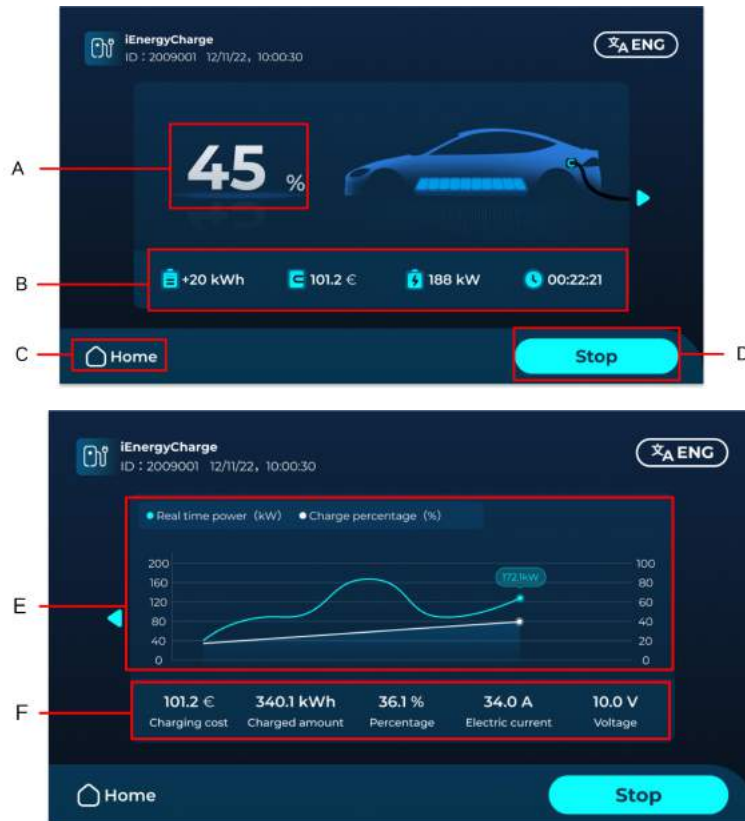 iEnergyCharge
ID：2009001 12/11/22，10:00:30
ENG
A
45 %
B
+20 kWh 101.2 € 188 kW 00:22:21
C
Home
Stop
D
iEnergyCharge
ID：2009001 12/11/22，10:00:30
ENG
Real time power（kW） Charge percentage（%）
E
200 100
160 80
172.1kW
120 60
80 40
40 20
0 0
F
101.2 € 340.1 kWh 36.1 % 34.0 A 10.0 V
Charging cost Charged amount Percentage Electric current Voltage
Home
Stop